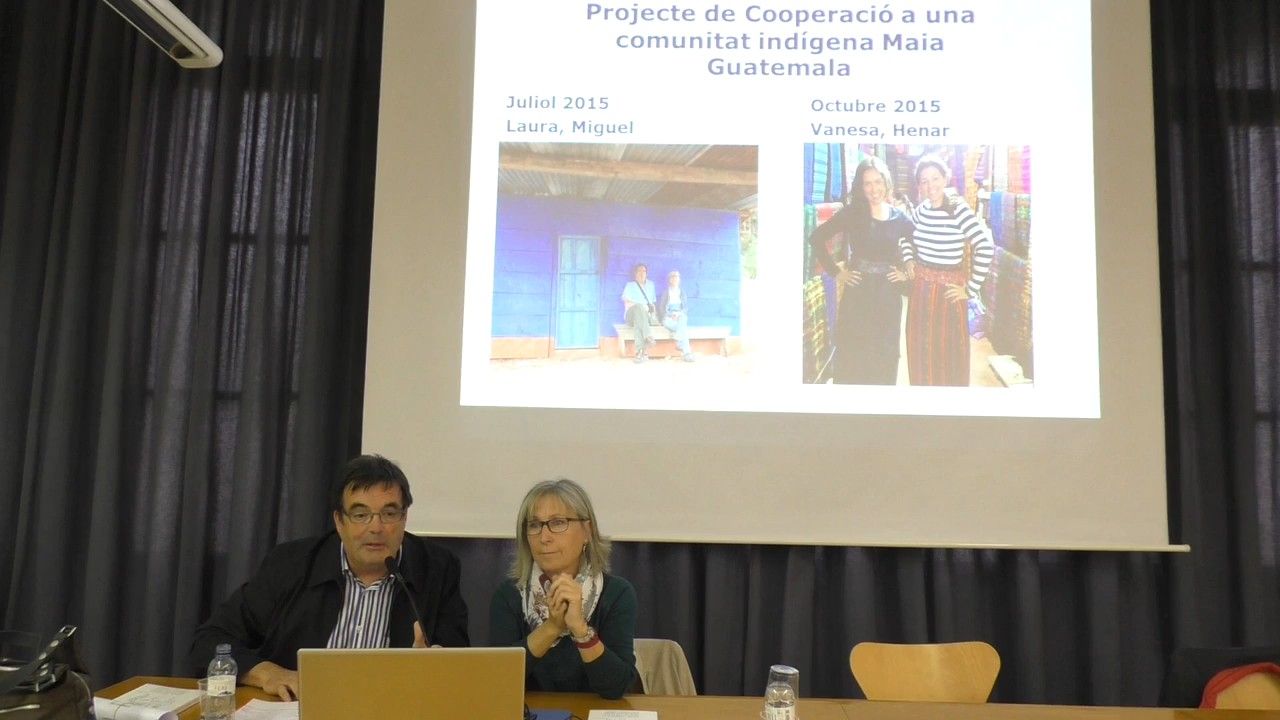 Projecte de Cooperació a una
comunitat indígena Maia
Guatemala
Juliol 2015
Laura, Miguel
Octubre 2015
Vanesa, Henar